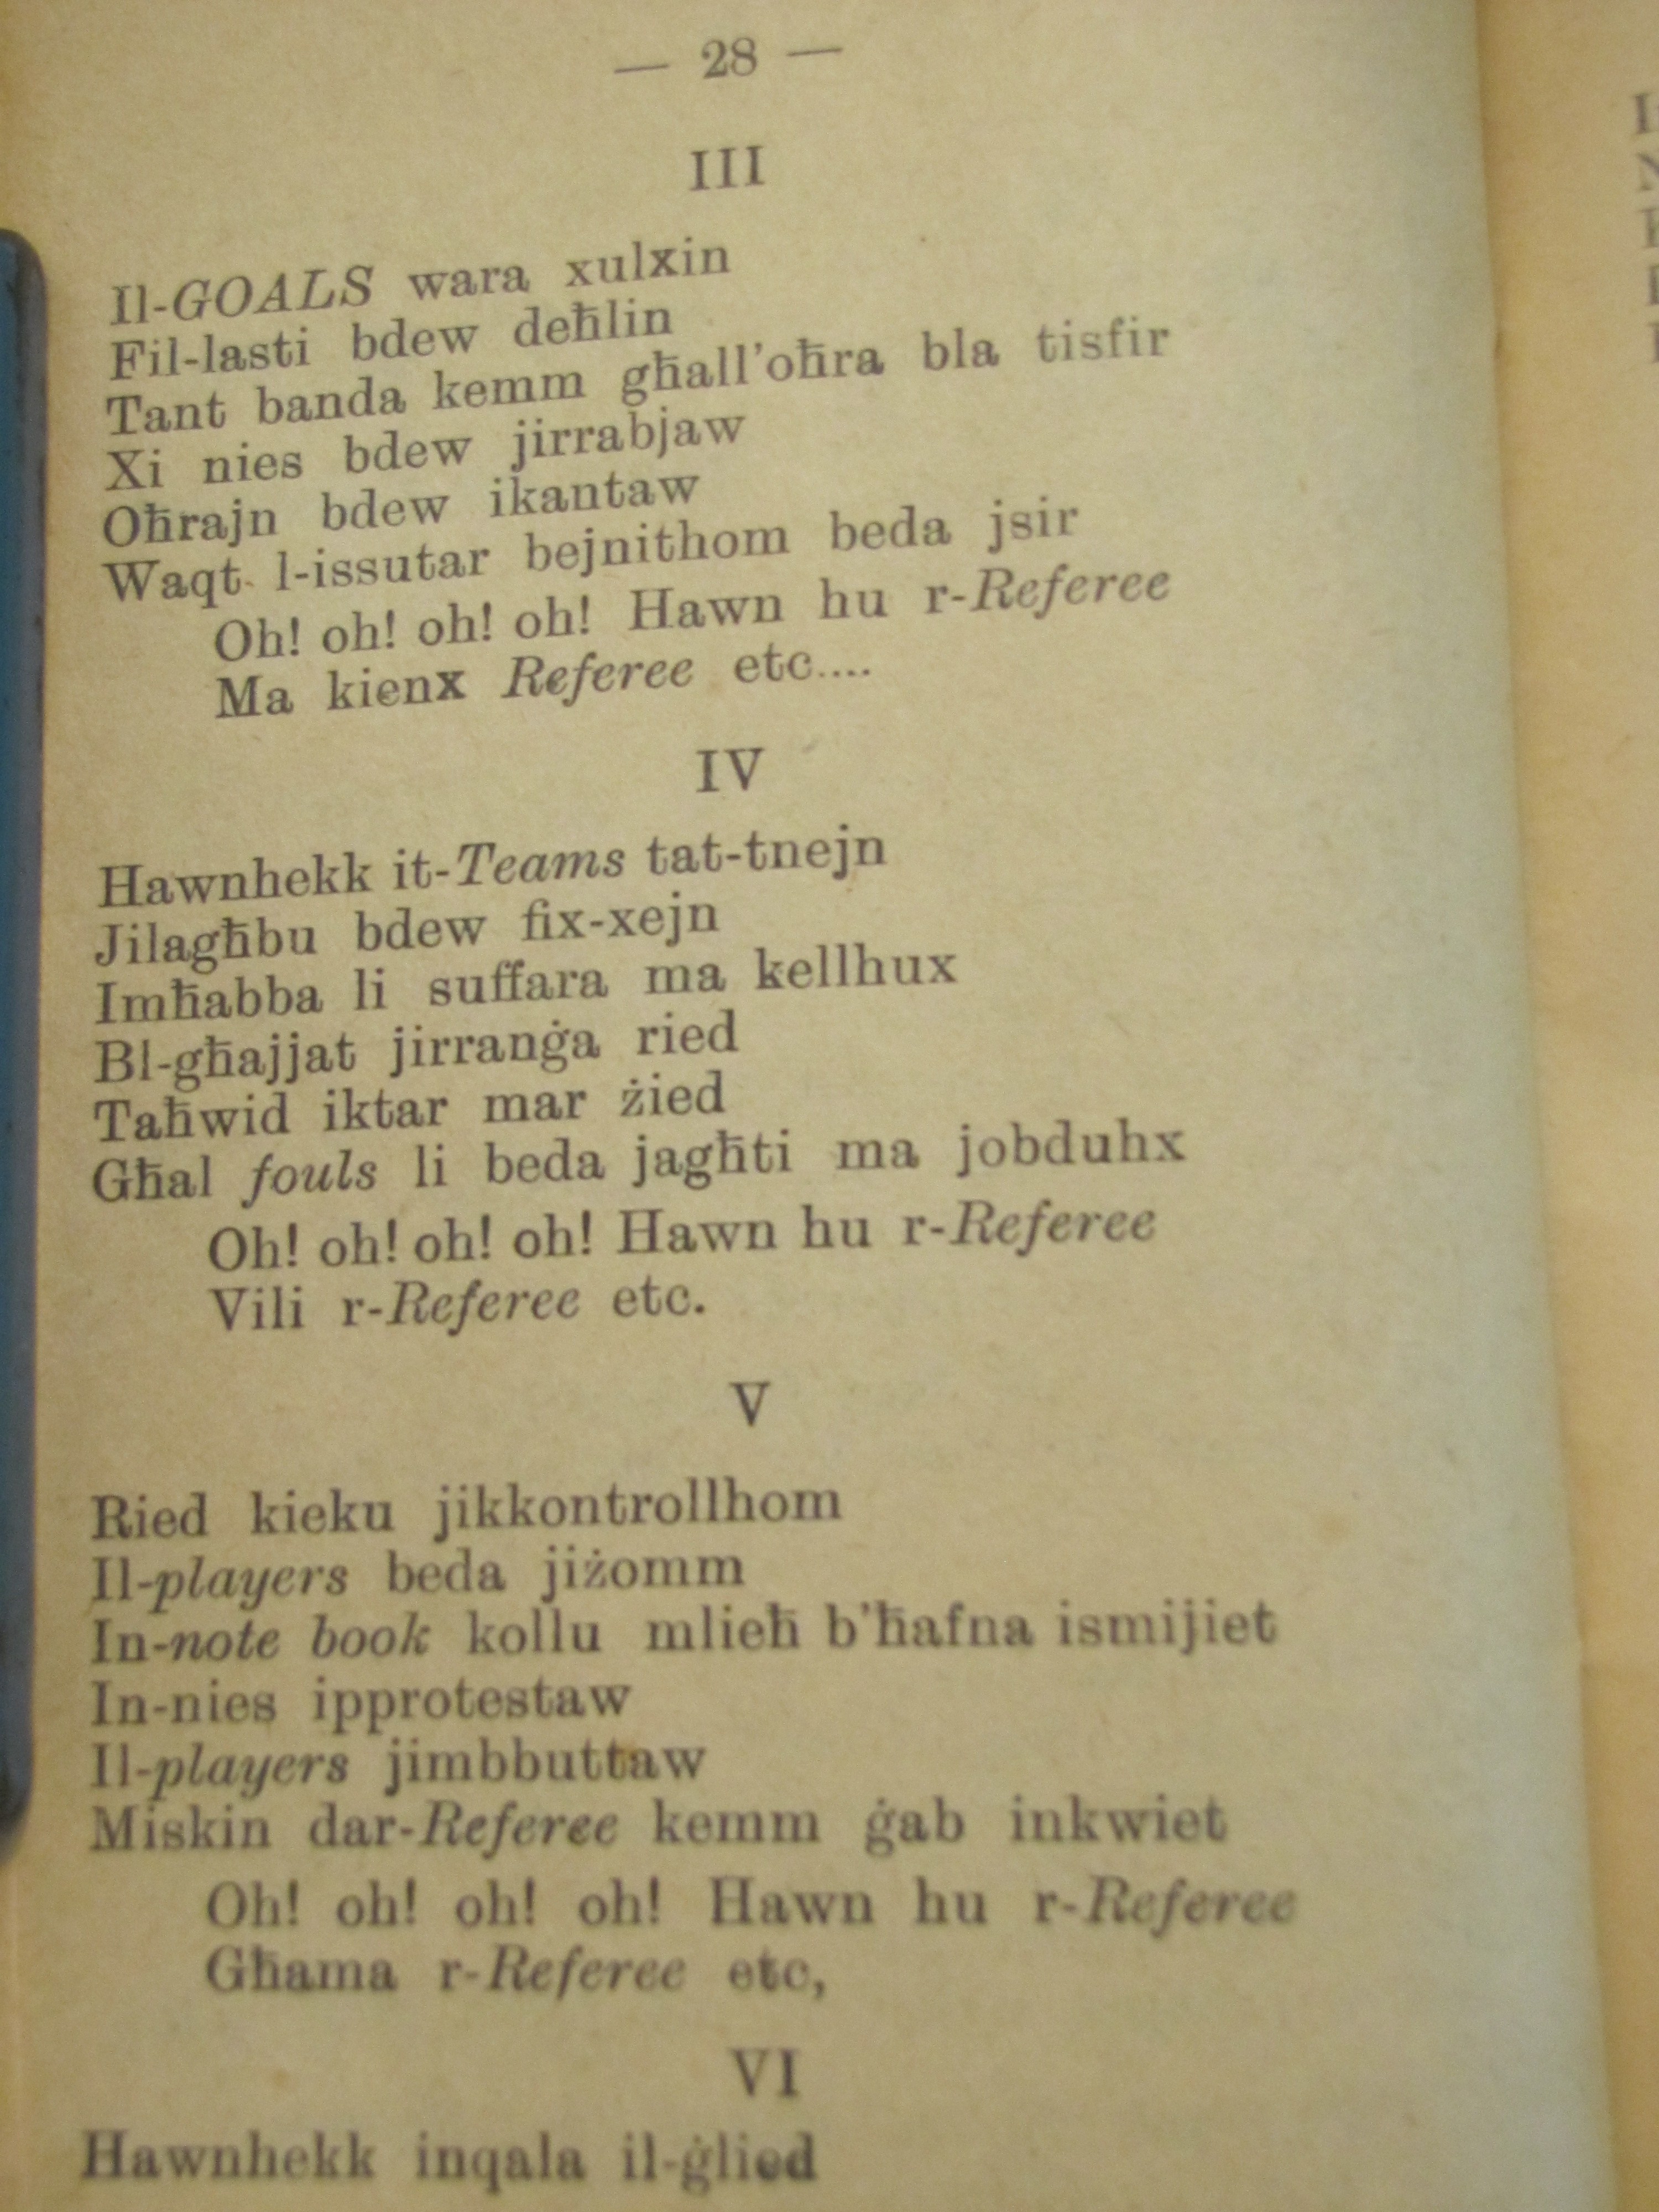 — 28 —
III
Il-GOALS wara xulxin
Fil-lasti bdew deħlin
Tant banda kemm għall'oħra bla tisfir
Xi nies bdew jirrabjaw
Oħrajn bdew ikantaw
Waqt l-issutar bejnithom beda jsir
Oh! oh! oh! oh! Hawn hu r-Referee
Ma kienx Referee etc....
IV
Hawnhekk it-Teams tat-tnejn
Jilagħbu bdew fix-xejn
Imħabba li suffara ma kellhux
Bl-għajjat jirranġa ried
Taħwid iktar mar żied
Għal fouls li beda jagħti ma jobduhx
Oh! oh! oh! oh! Hawn hu r-Referee
Vili r-Referee etc.
V
Ried kieku jikkontrollhom
Il-players beda jiżomm
In-note book kollu mlieħ b'ħafna ismijiet
In-nies ipprotestaw
Il-players jimbbuttaw
Miskin dar-Referee kemm ġab inkwiet
Oh! oh! oh! oh! Hawn hu r-Referee
Għama r-Referee etc,
VI
Hawnhekk inqala il-ġlied